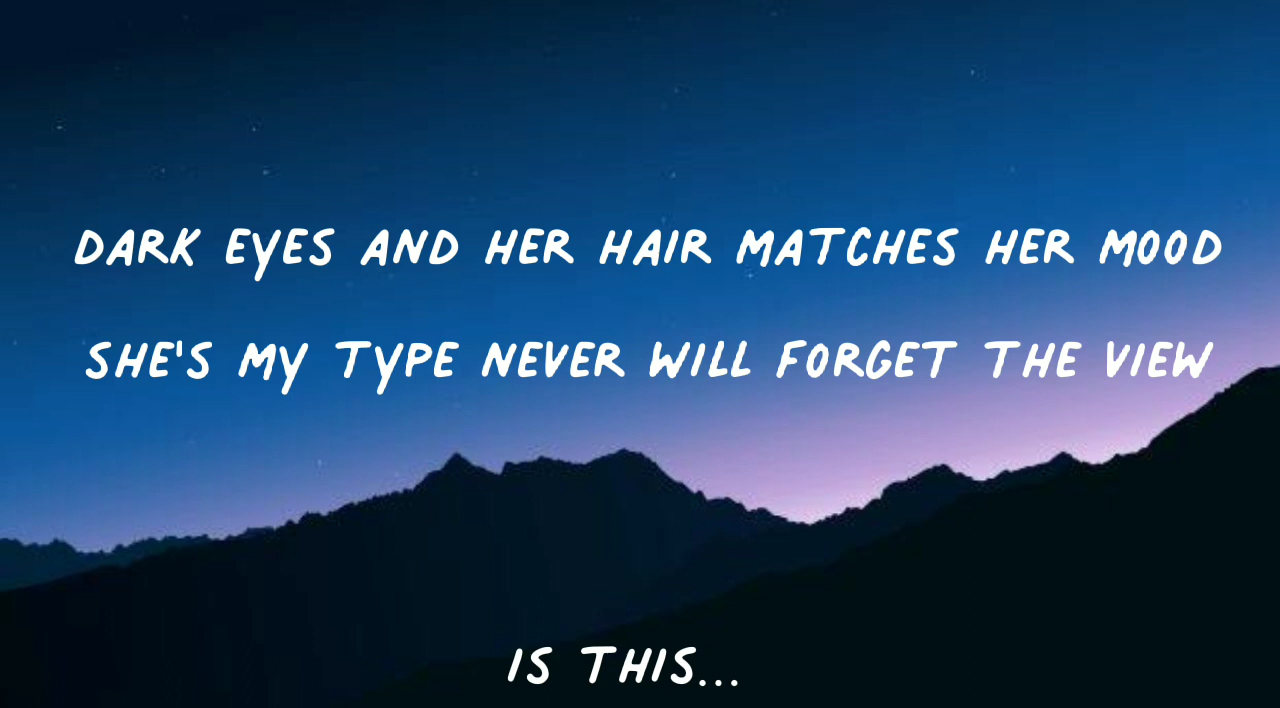 DARK EYES AND HER HAIR MATCHES HER MOOD
SHE'S MY TYPE NEVER WILL FORGET THE VIEW
IS THIS...